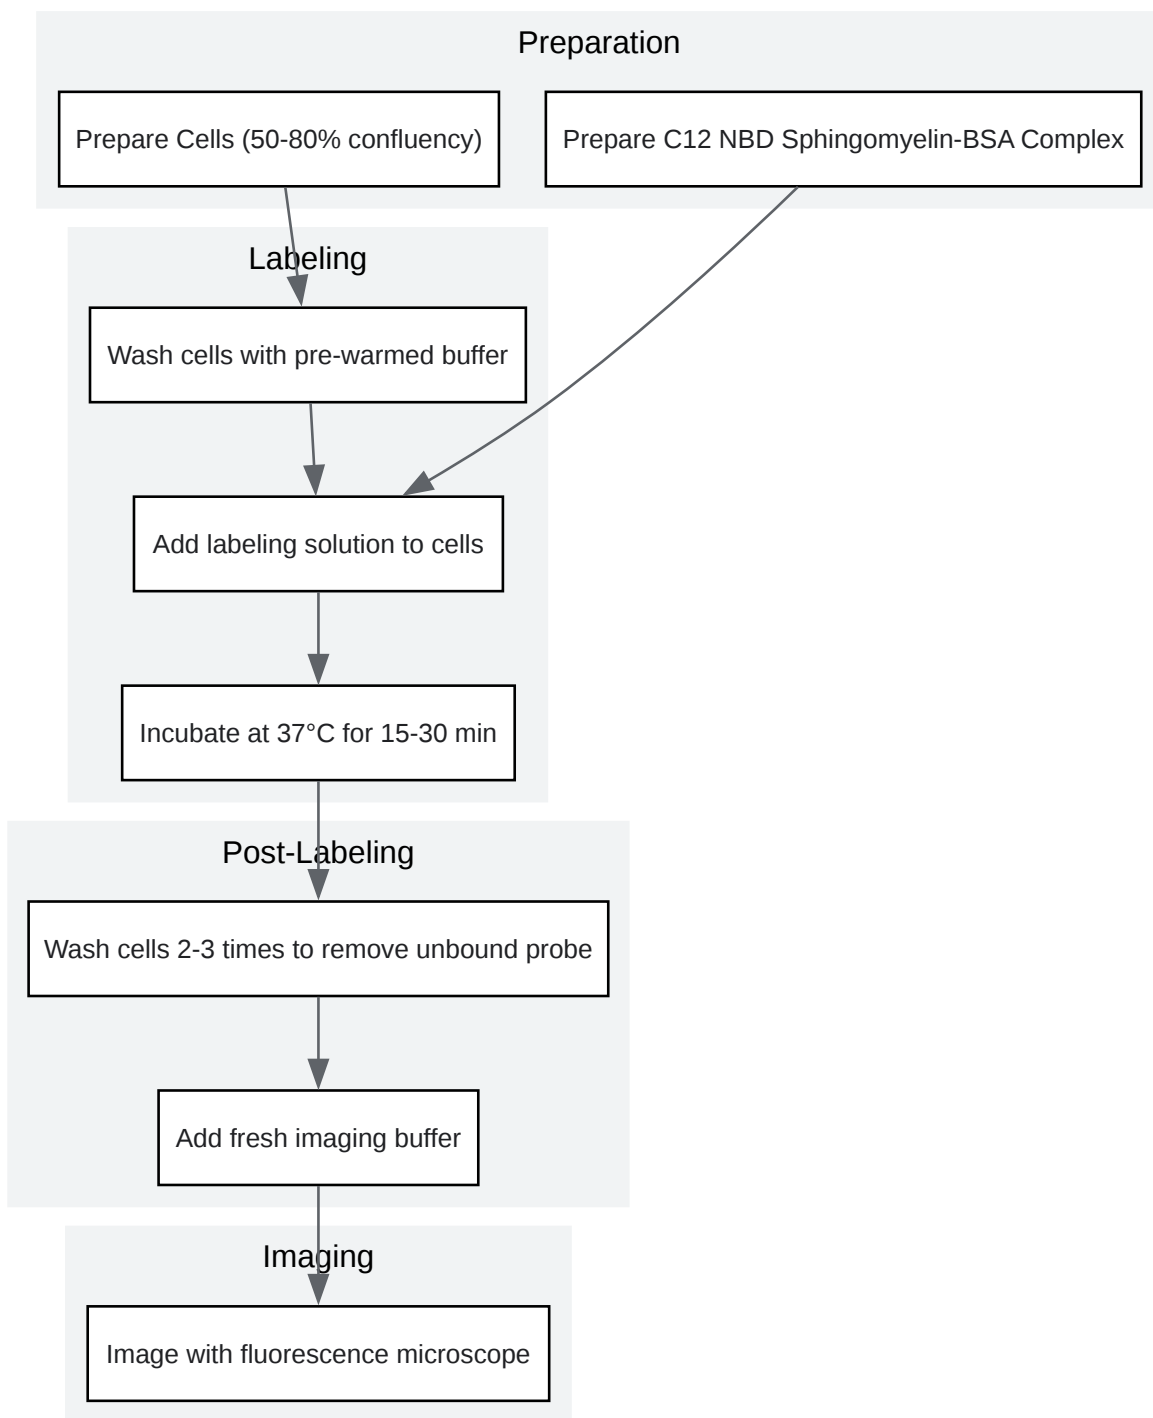 Preparation
Prepare Cells (50-80% confluency)
Prepare C12 NBD Sphingomyelin-BSA Complex
Labeling
Wash cells with pre-warmed buffer
Add labeling solution to cells
Incubate at 37°C for 15-30 min
Post-Labeling
Wash cells 2-3 times to remove unbound probe
Add fresh imaging buffer
Imaging
Image with fluorescence microscope